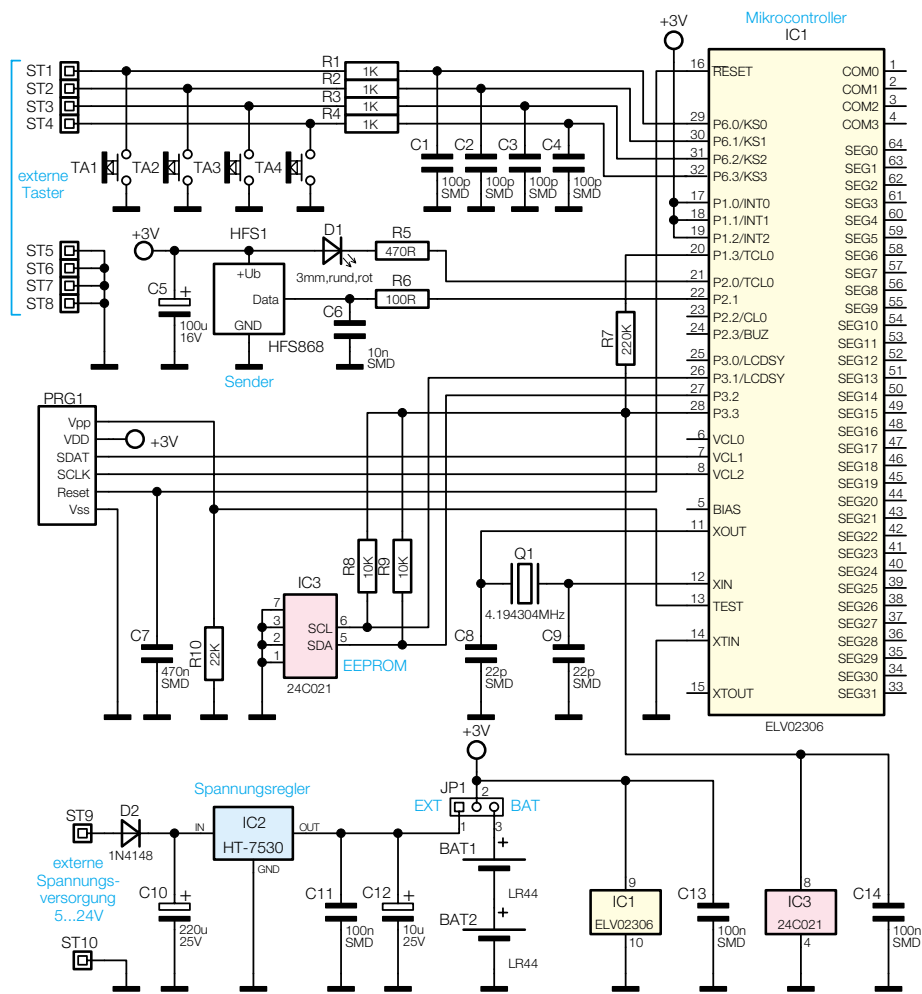 Mikrocontroller
IC1
+3V
ST1
ST2
ST3
ST4
R1
1K
R2
1K
R3
1K
R4
1K
TA1
TA2
TA3
TA4
externe
Taster
C1
100p
SMD
C2
100p
SMD
C3
100p
SMD
C4
100p
SMD
ST5
ST6
ST7
ST8
+3V
C5
+
100u
16V
HFS1
+Ub
Data
GND
HFS868
Sender
D1
3mm,rund,rot
R5
470R
R6
100R
C6
10n
SMD
R7
220K
16 RESET
29 P6.0/KS0
30 P6.1/KS1
31 P6.2/KS2
32 P6.3/KS3
17 P1.0/INT0
18 P1.1/INT1
19 P1.2/INT2
20 P1.3/TCL0
21 P2.0/TCL0
22 P2.1
23 P2.2/CL0
24 P2.3/BUZ
25 P3.0/LCDSY
26 P3.1/LCDSY
27 P3.2
28 P3.3
6 VCL0
7 VCL1
8 VCL2
5 BIAS
11 XOUT
12 XIN
13 TEST
14 XTIN
15 XTOUT
COM0 1
COM1 2
COM2 3
COM3 4
SEG0 64
SEG1 63
SEG2 62
SEG3 61
SEG4 60
SEG5 59
SEG6 58
SEG7 57
SEG8 56
SEG9 55
SEG10 54
SEG11 53
SEG12 52
SEG13 51
SEG14 50
SEG15 49
SEG16 48
SEG17 47
SEG18 46
SEG19 45
SEG20 44
SEG21 43
SEG22 42
SEG23 41
SEG24 40
SEG25 39
SEG26 38
SEG27 37
SEG28 36
SEG29 35
SEG30 34
SEG31 33
ELV02306
PRG1
Vpp
VDD
SDAT
SCLK
Reset
Vss
+3V
C7
470n
SMD
R10
22K
IC3
7
3
2
1
SCL 6
SDA 5
24C021
EEPROM
R8
10K
R9
10K
Q1
4.194304MHz
C8
22p
SMD
C9
22p
SMD
ST9
D2
1N4148
externe
Spannungs-
versorgung
5...24V
ST10
C10
+
220u
25V
Spannungsregler
IN
IC2
HT-7530
OUT
GND
C11
100n
SMD
C12
+
10u
25V
+3V
JP1
2
EXT
BAT
1
3
BAT1
+
LR44
BAT2
+
LR44
9
IC1
ELV02306
10
C13
100n
SMD
8
IC3
24C021
4
C14
100n
SMD